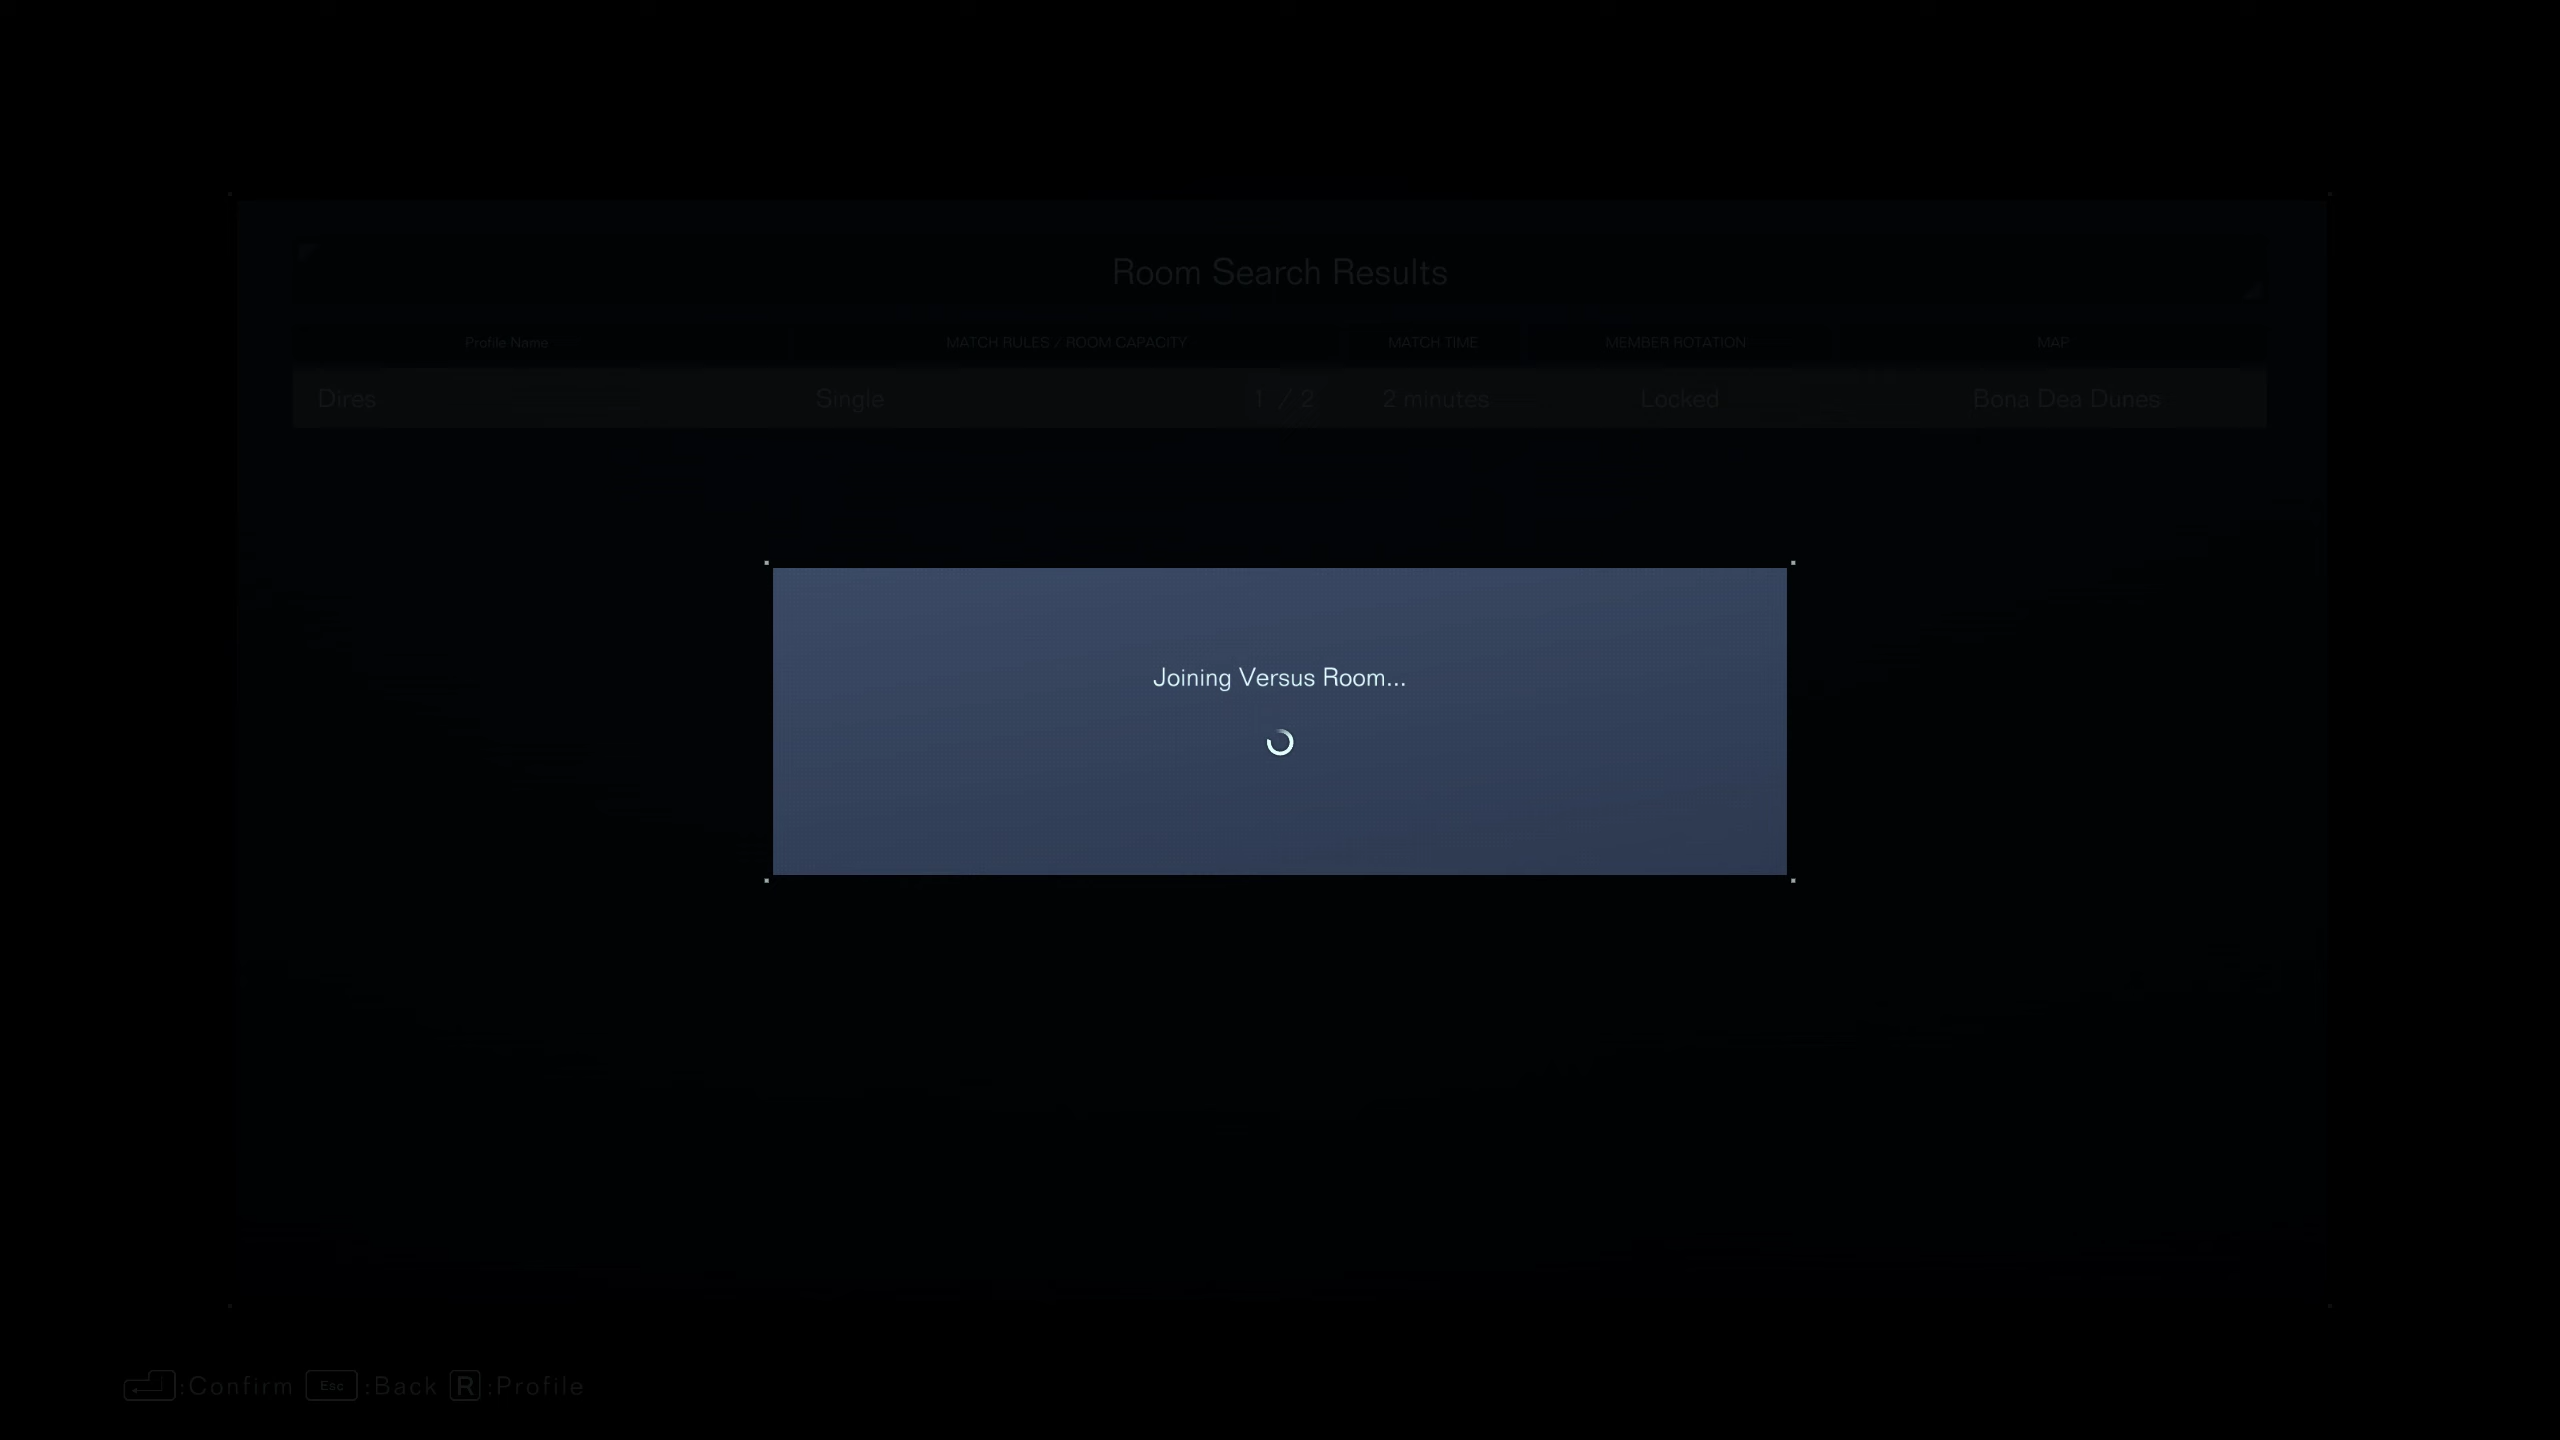 Room Search Results
Profile Name MATCH RULES / ROOM CAPACITY MATCH TIME MEMBER ROTATION MAP
Dires Single 1 / 2 2 minutes Locked Bona Dea Dunes
Joining Versus Room...
:Confirm Esc :Back R :Profile